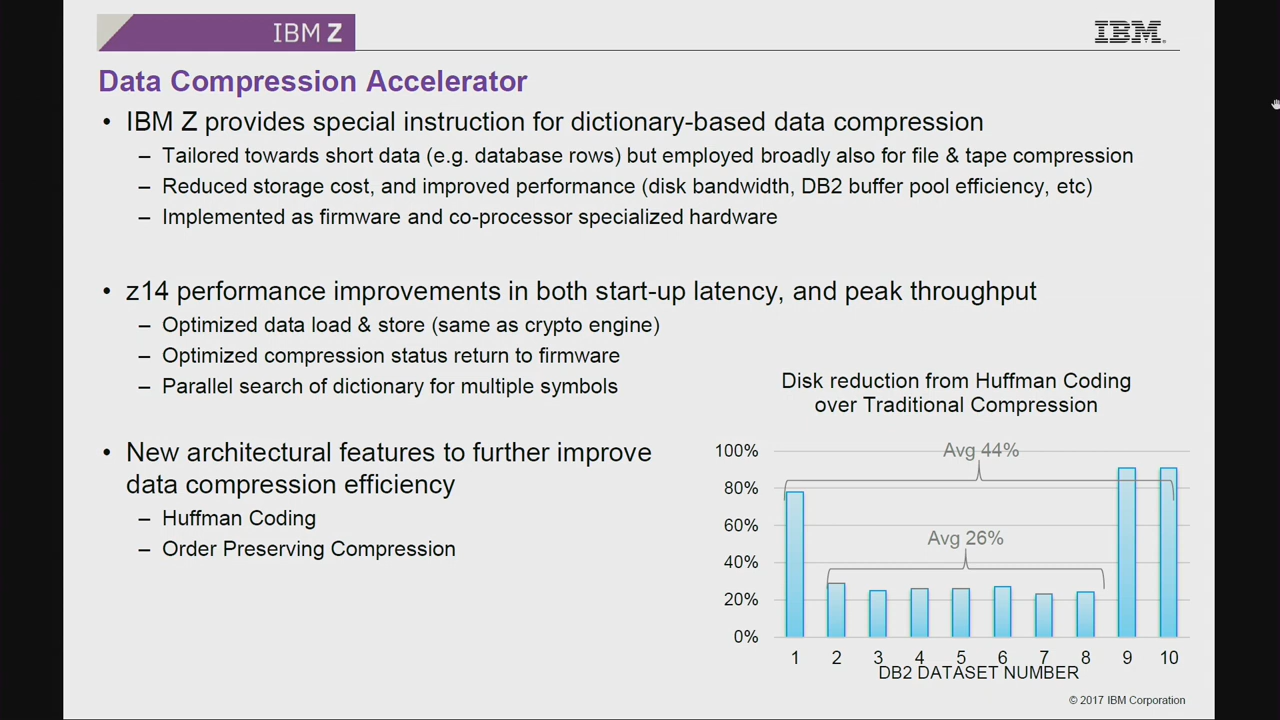 IBM Z
IBM
Data Compression Accelerator
• IBM Z provides special instruction for dictionary-based data compression
– Tailored towards short data (e.g. database rows) but employed broadly also for file & tape compression
– Reduced storage cost, and improved performance (disk bandwidth, DB2 buffer pool efficiency, etc)
– Implemented as firmware and co-processor specialized hardware
• z14 performance improvements in both start-up latency, and peak throughput
– Optimized data load & store (same as crypto engine)
– Optimized compression status return to firmware
– Parallel search of dictionary for multiple symbols
• New architectural features to further improve
data compression efficiency
– Huffman Coding
– Order Preserving Compression
Disk reduction from Huffman Coding
over Traditional Compression
100%
80%
60%
40%
20%
0%
Avg 44%
Avg 26%
1 2 3 4 5 6 7 8 9 10
DB2 DATASET NUMBER
© 2017 IBM Corporation